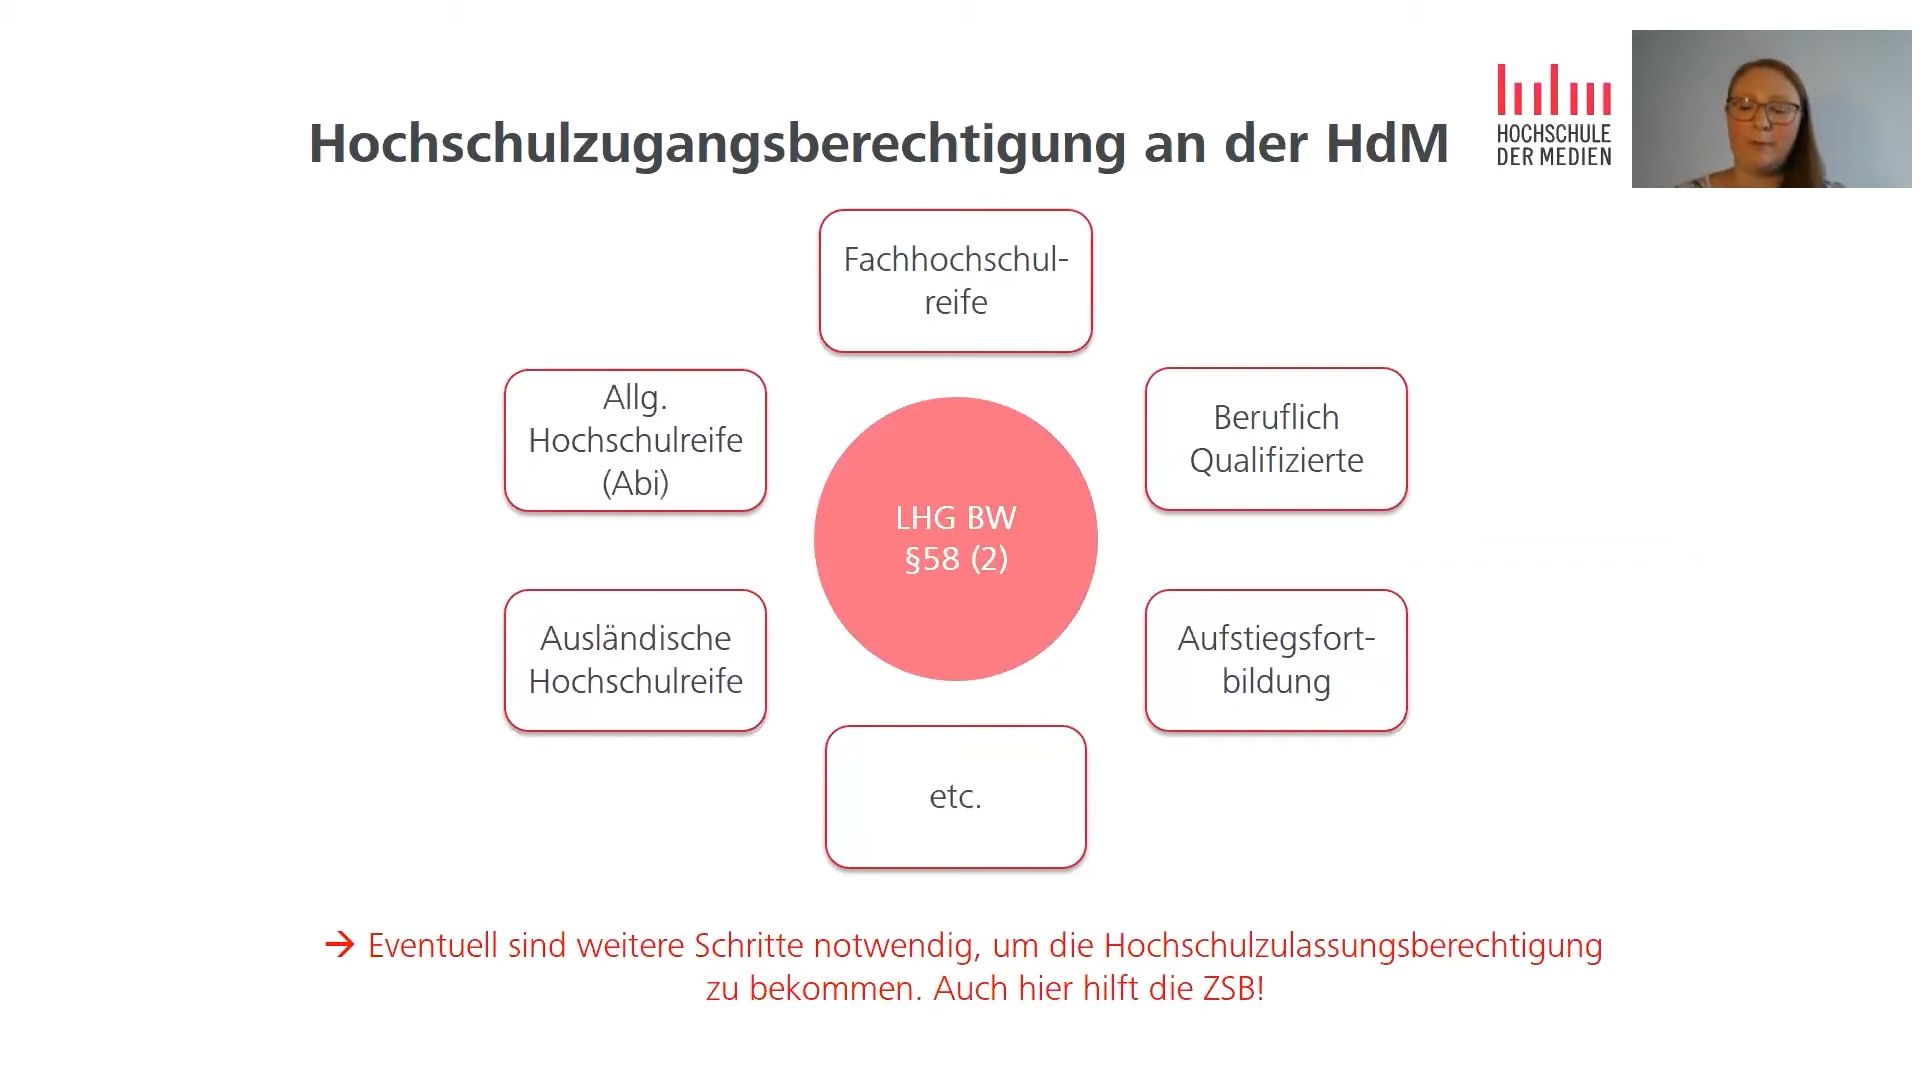 Hochschulzugangsberechtigung an der HdM
HOCHSCHULE
DER MEDIEN
Fachhochschul-
reife
Allg.
Hochschulreife
(Abi)
Beruflich
Qualifizierte
LHG BW
§58 (2)
Ausländische
Hochschulreife
Aufstiegsfort-
bildung
etc.
→ Eventuell sind weitere Schritte notwendig, um die Hochschulzulassungsberechtigung
zu bekommen. Auch hier hilft die ZSB!